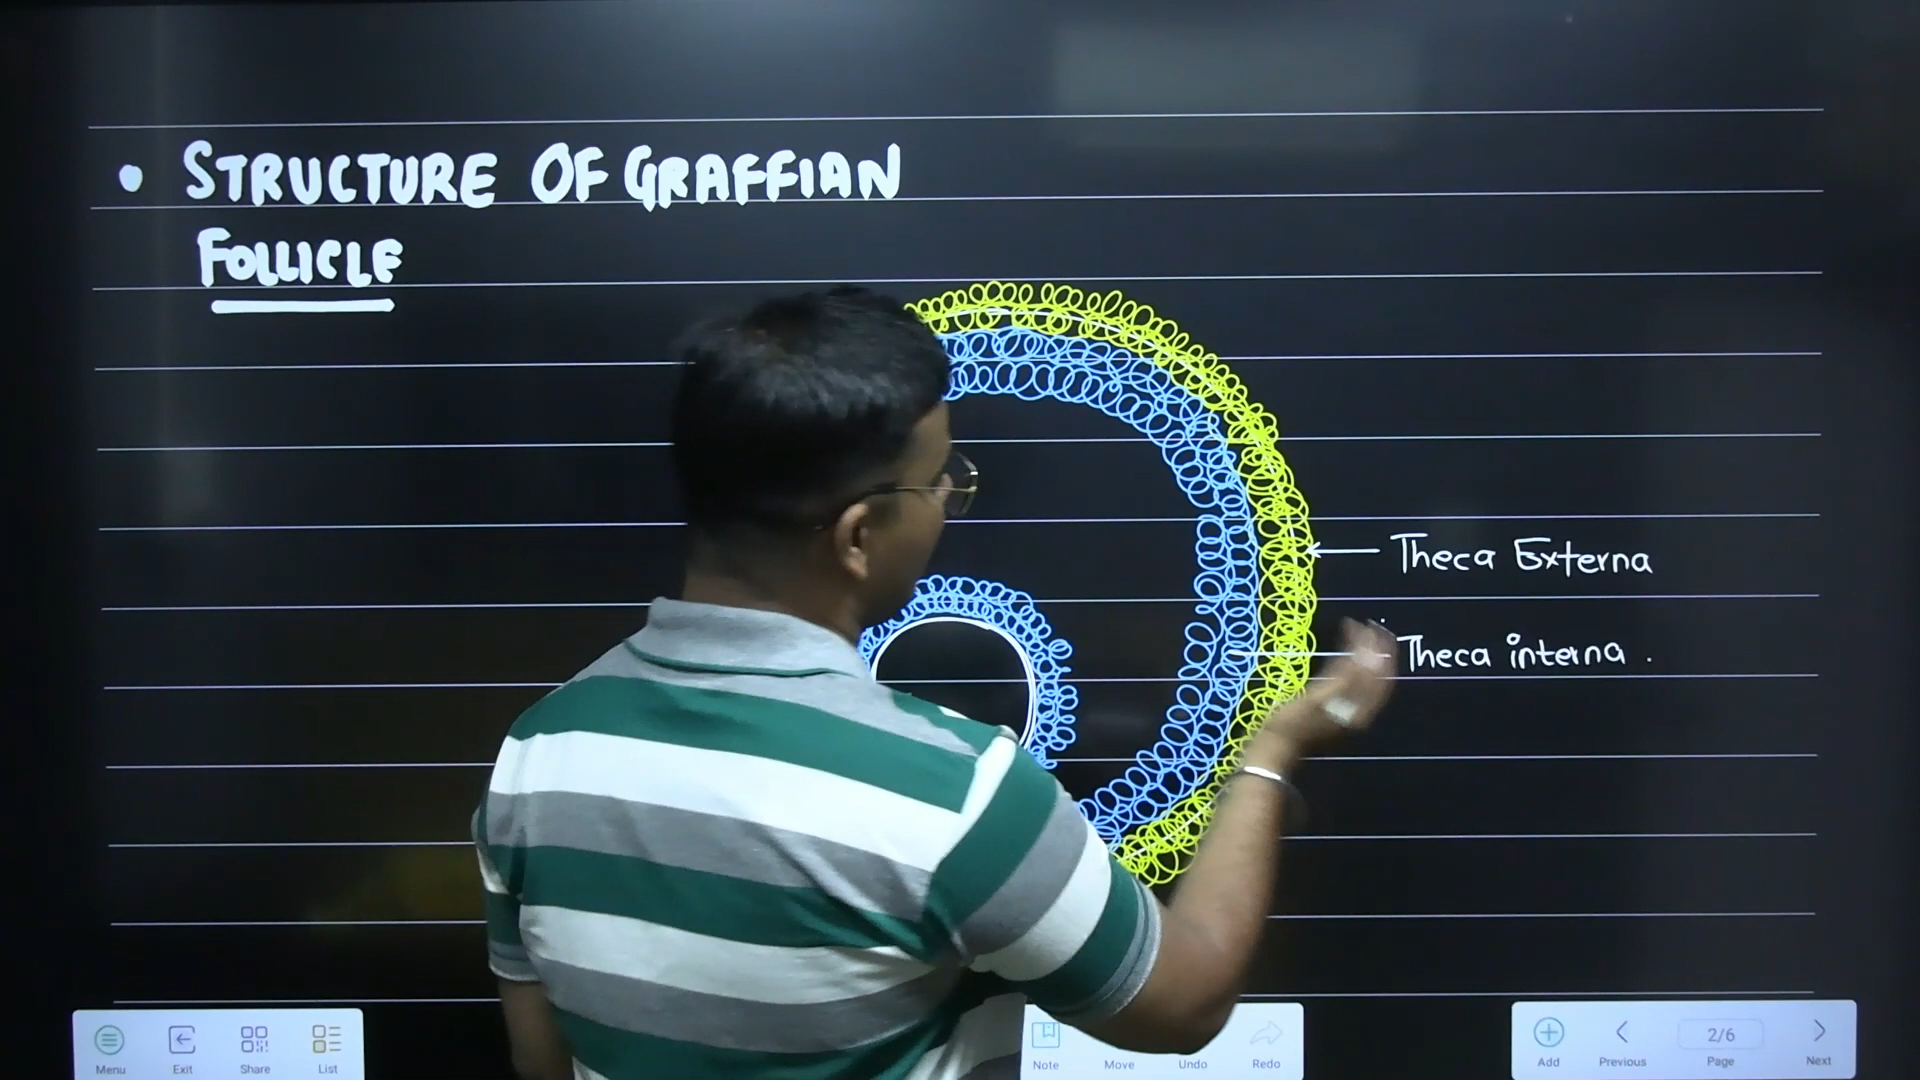 • STRUCTURE OF GRAFFIAN
FOLLICLE
Theca Externa
Theca interna .
Menu Exit Share List
Note Move Undo Redo
Add Previous 2/6 Page Next